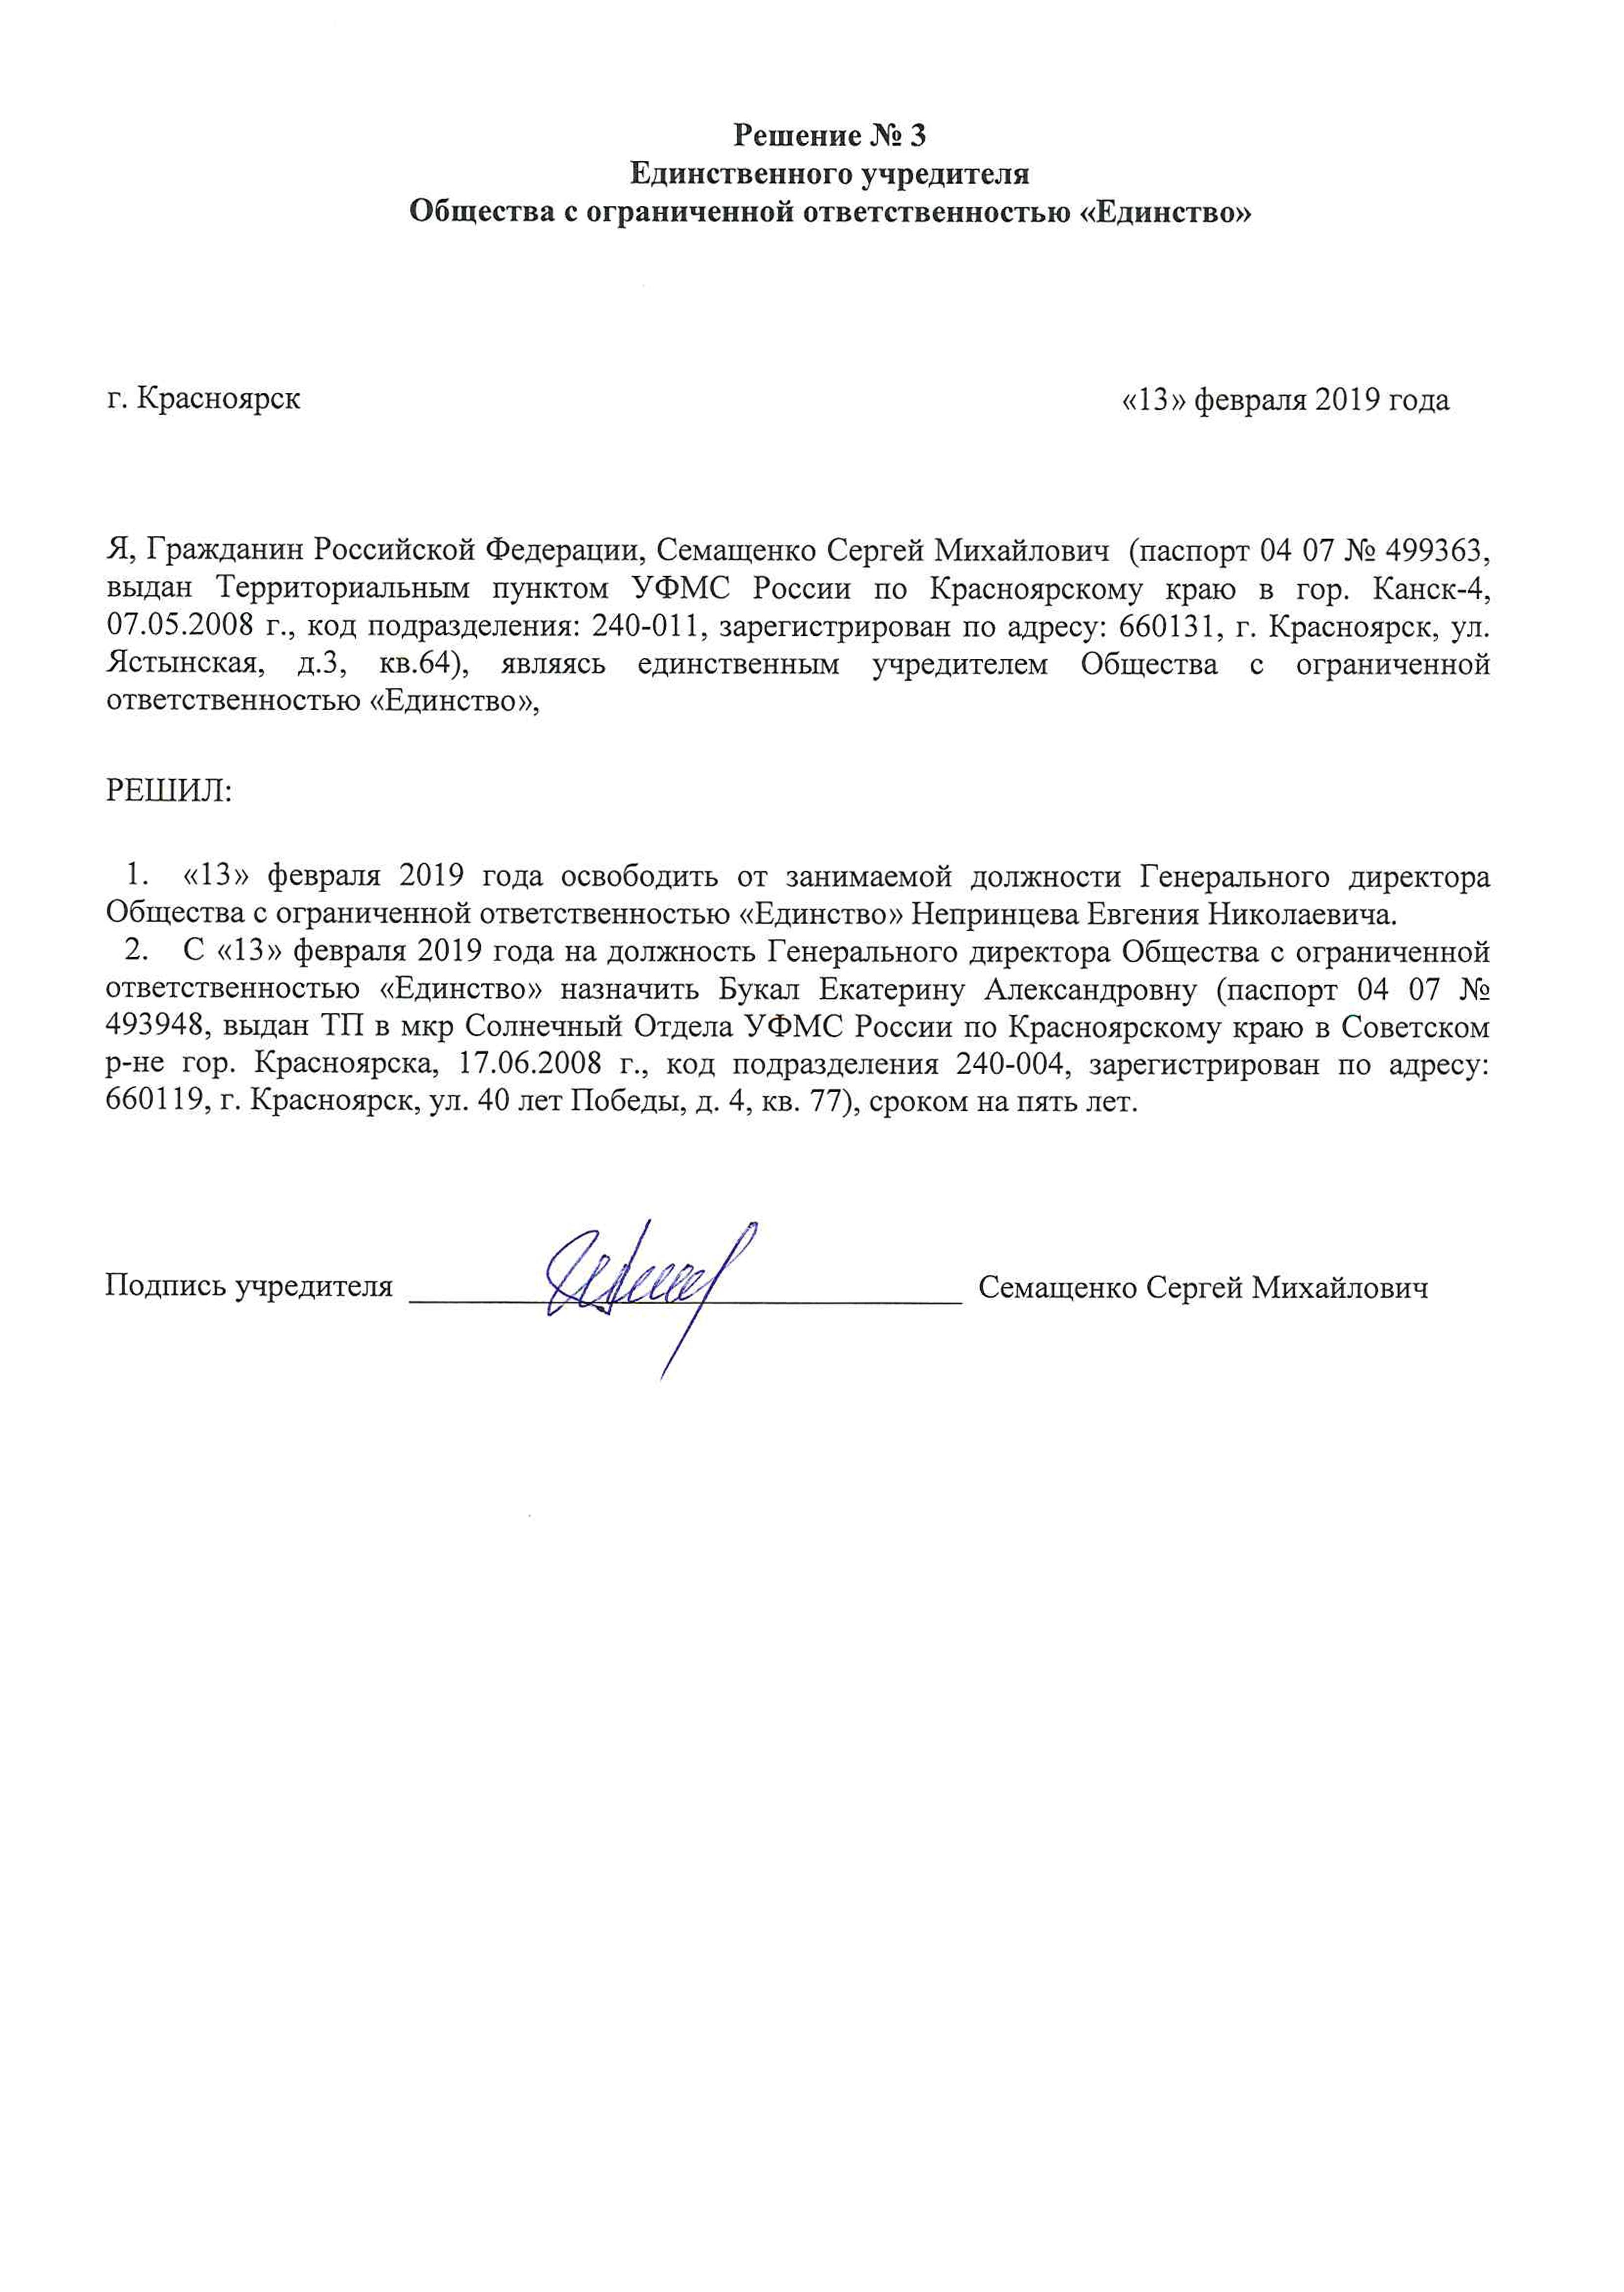 Решение № 3
Единственного учредителя
Общества с ограниченной ответственностью «Единство»
г. Красноярск «13» февраля 2019 года
Я, Гражданин Российской Федерации, Семащенко Сергей Михайлович (паспорт 04 07 № 499363,
выдан Территориальным пунктом УФМС России по Красноярскому краю в гор. Канск-4,
07.05.2008 г., код подразделения: 240-011, зарегистрирован по адресу: 660131, г. Красноярск, ул.
Ястынская, д.3, кв.64), являясь единственным учредителем Общества с ограниченной
ответственностью «Единство»,
РЕШИЛ:
1. «13» февраля 2019 года освободить от занимаемой должности Генерального директора
Общества с ограниченной ответственностью «Единство» Непринцева Евгения Николаевича.
2. С «13» февраля 2019 года на должность Генерального директора Общества с ограниченной
ответственностью «Единство» назначить Букал Екатерину Александровну (паспорт 04 07 №
493948, выдан ТП в мкр Солнечный Отдела УФМС России по Красноярскому краю в Советском
р-не гор. Красноярска, 17.06.2008 г., код подразделения 240-004, зарегистрирован по адресу:
660119, г. Красноярск, ул. 40 лет Победы, д. 4, кв. 77), сроком на пять лет.
Подпись учредителя Семащенко Сергей Михайлович